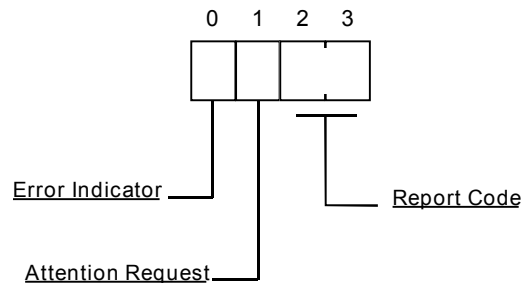 0 1 2 3
Error Indicator
Report Code
Attention Request